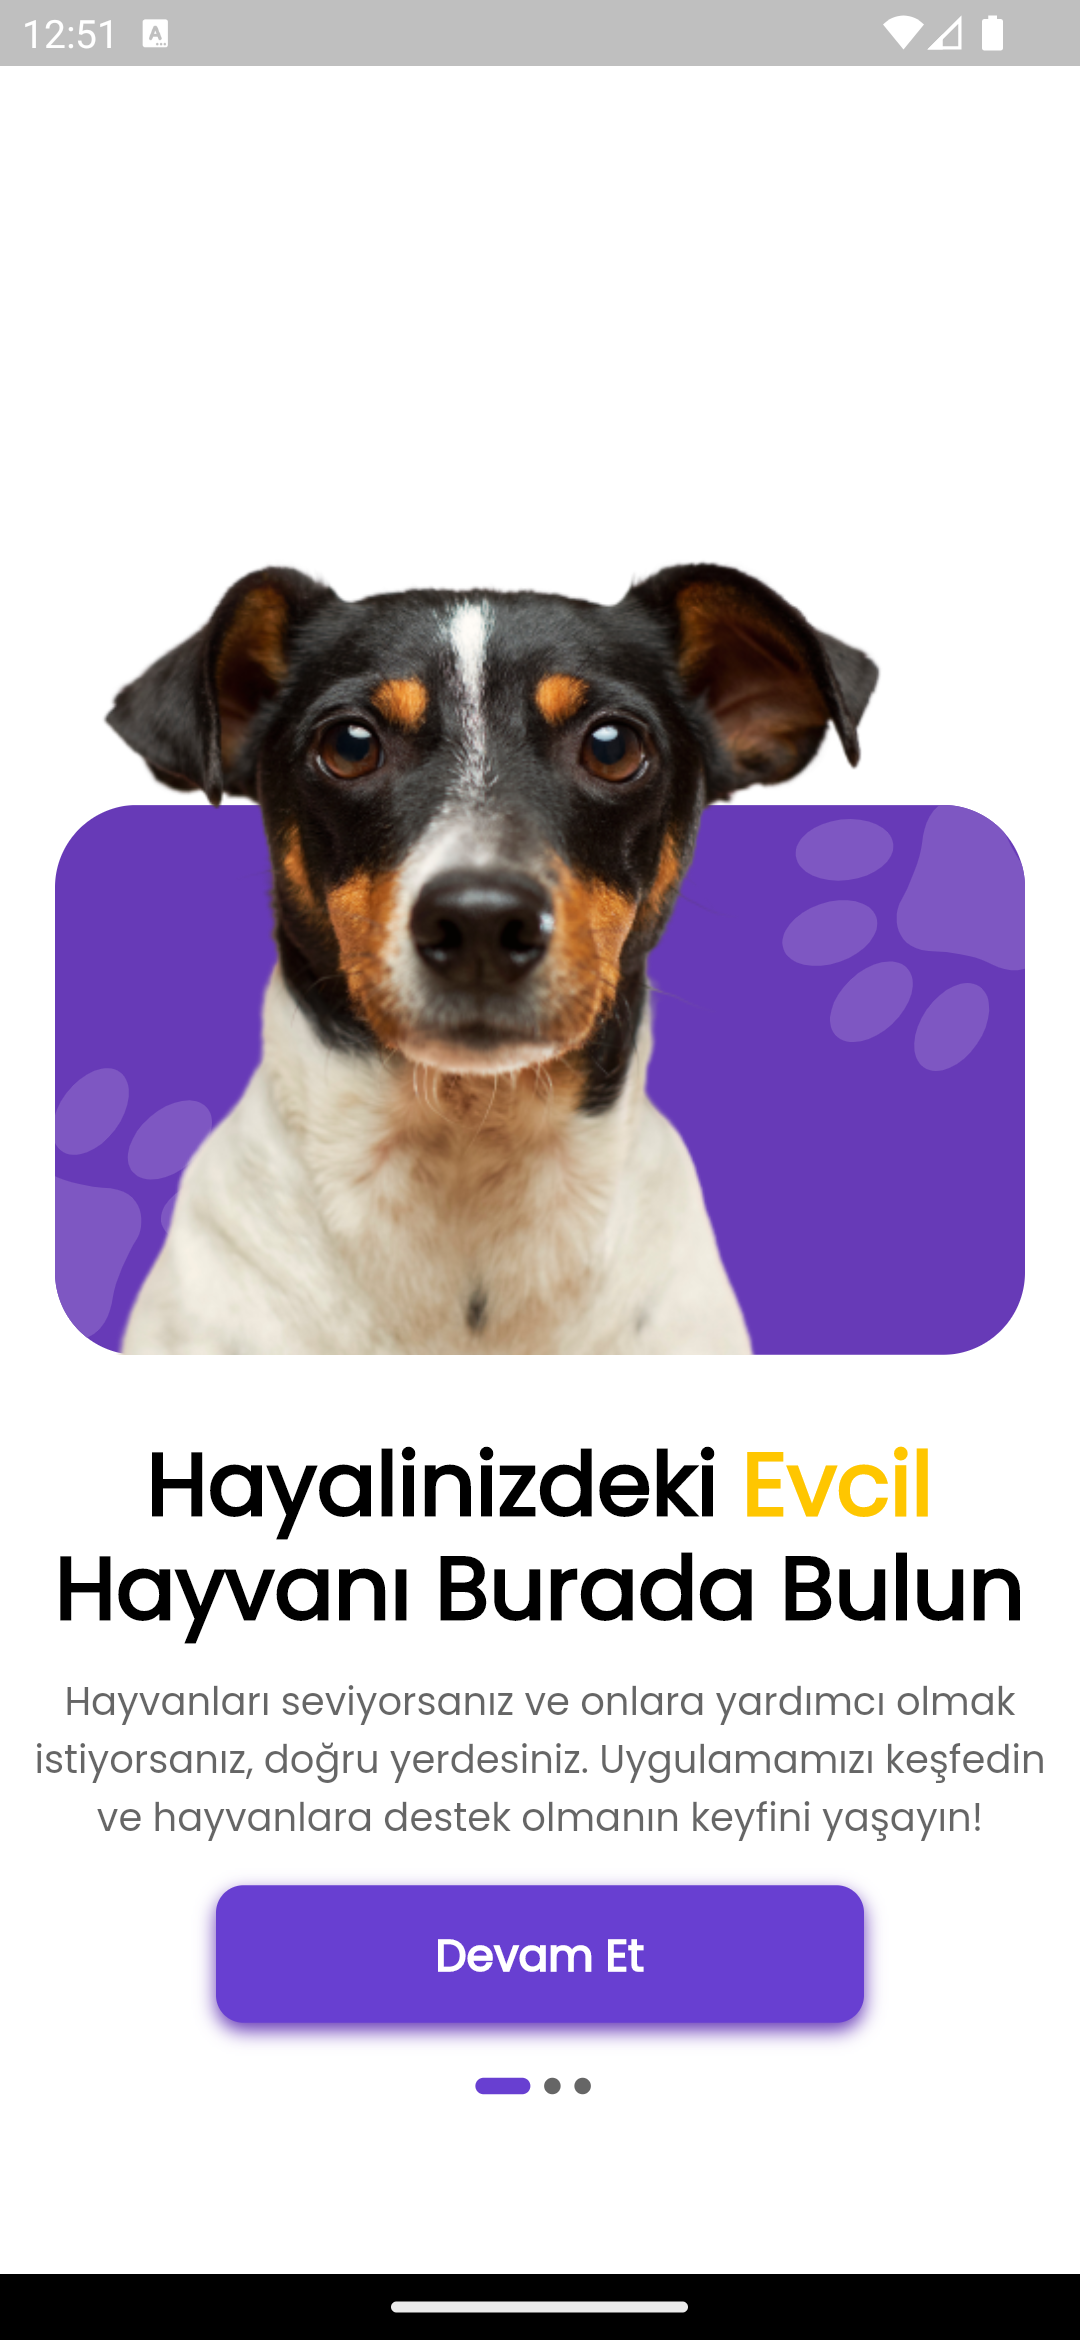 12:51
Hayalinizdeki Evcil
Hayvanı Burada Bulun
Hayvanları seviyorsanız ve onlara yardımcı olmak
istiyorsanız, doğru yerdesiniz. Uygulamamızı keşfedin
ve hayvanlara destek olmanın keyfini yaşayın!
Devam Et